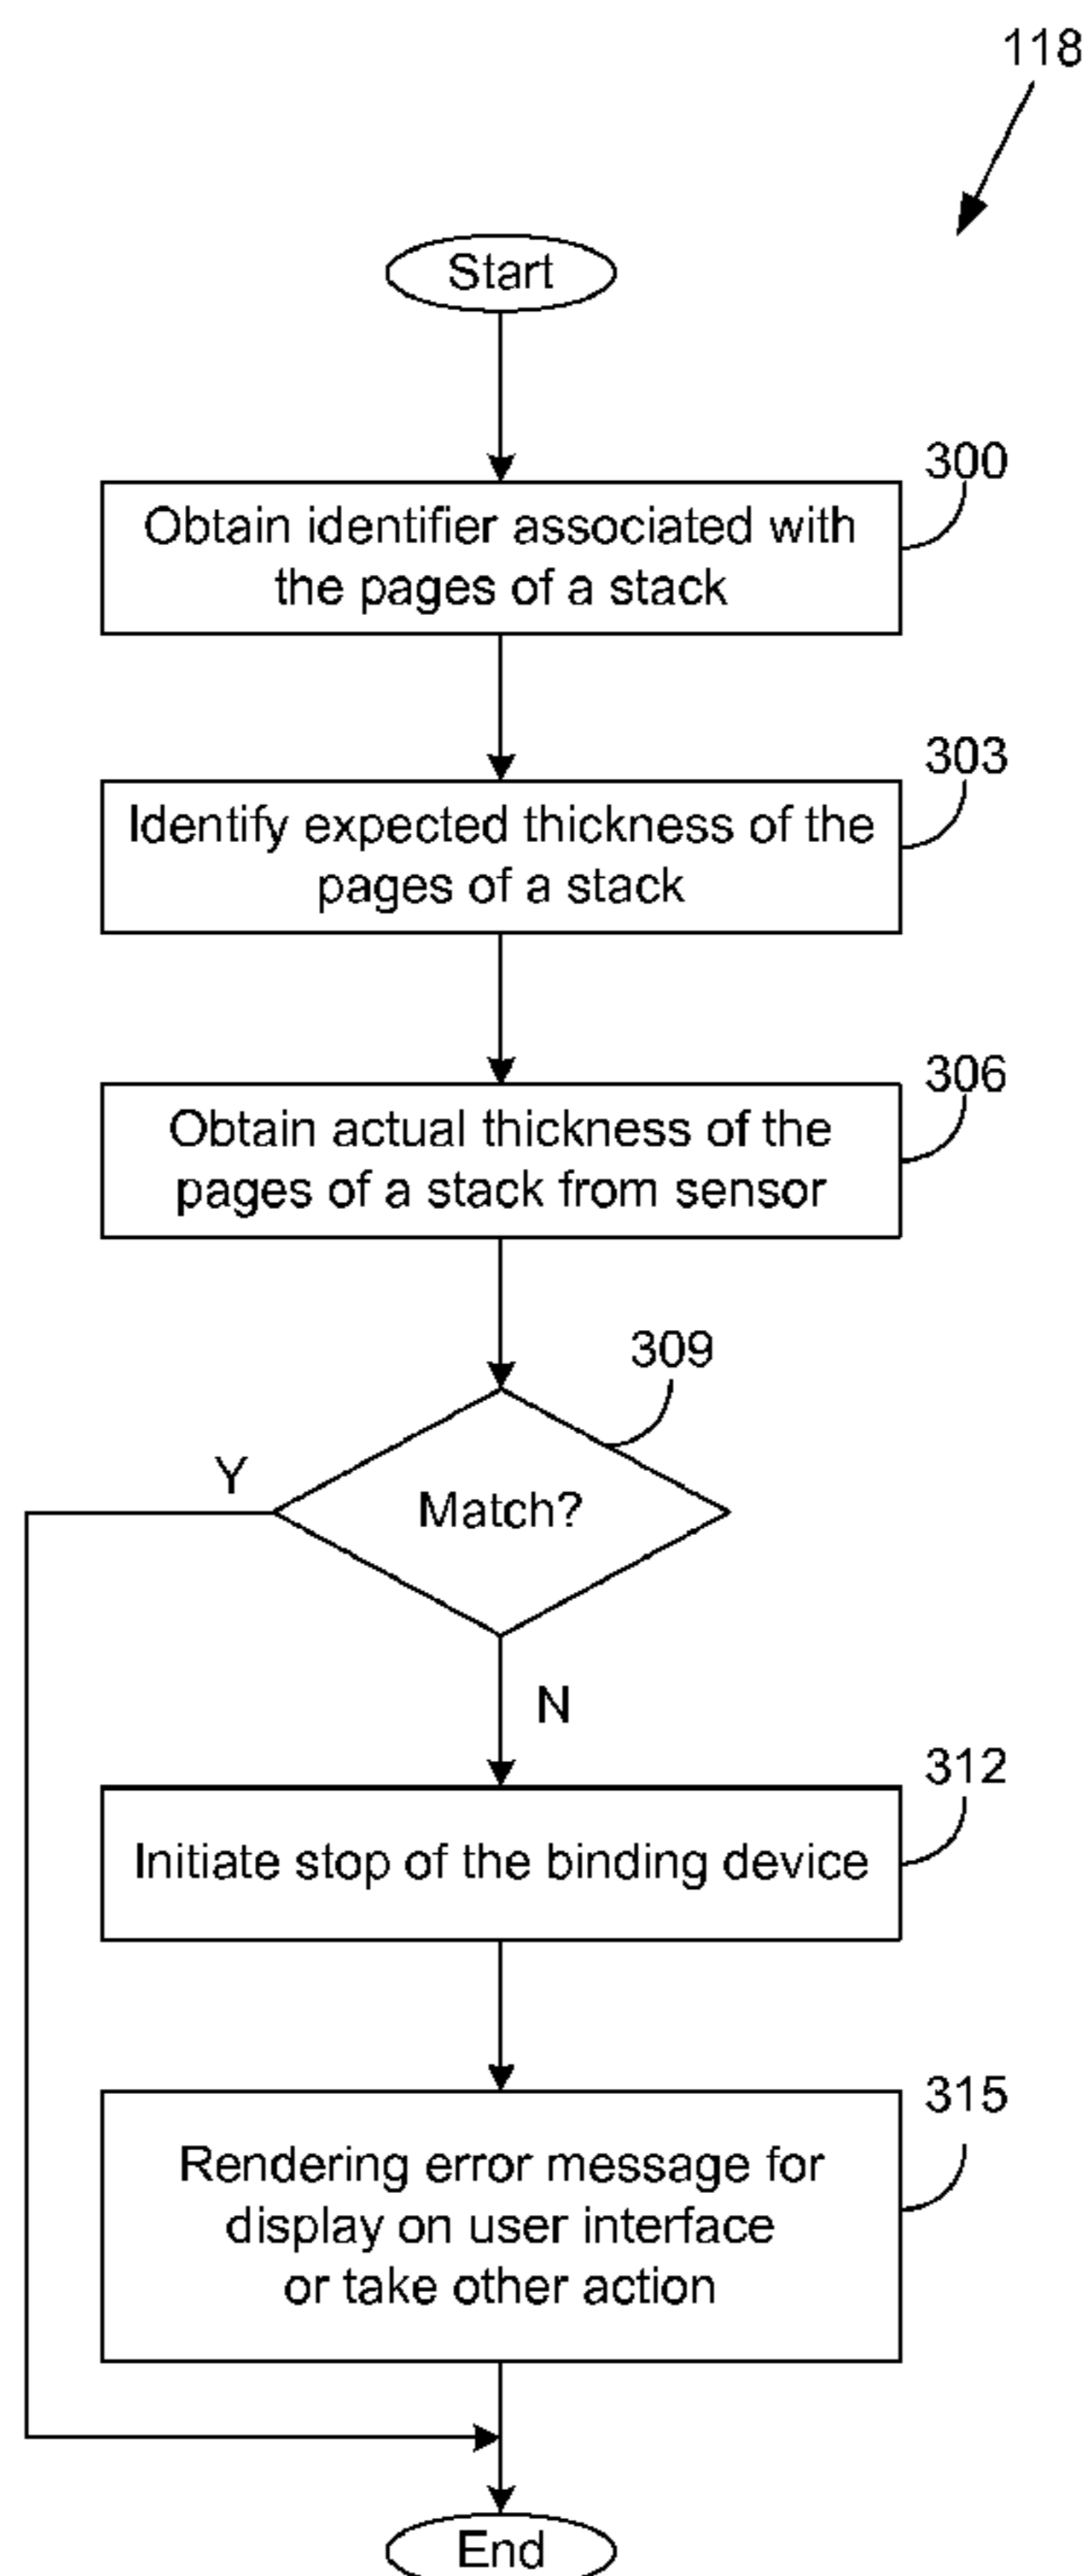 118
Start
300
Obtain identifier associated with
the pages of a stack
303
Identify expected thickness of the
pages of a stack
306
Obtain actual thickness of the
pages of a stack from sensor
309
Y
Match?
N
312
Initiate stop of the binding device
315
Rendering error message for
display on user interface
or take other action
End